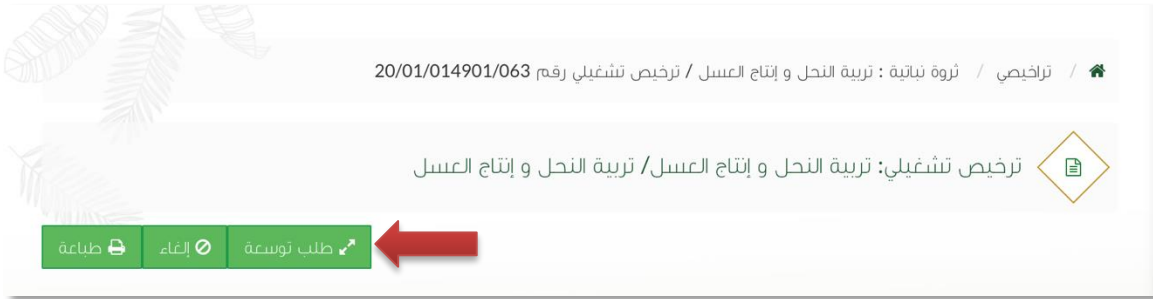 / تراخيصي / ثروة نباتية : تربية النحل و إنتاج العسل / ترخيص تشغيلي رقم 20/01/014901/063
ترخيص تشغيلي: تربية النحل و إنتاج العسل/ تربية النحل و إنتاج العسل
طلب توسعة إلغاء طباعة